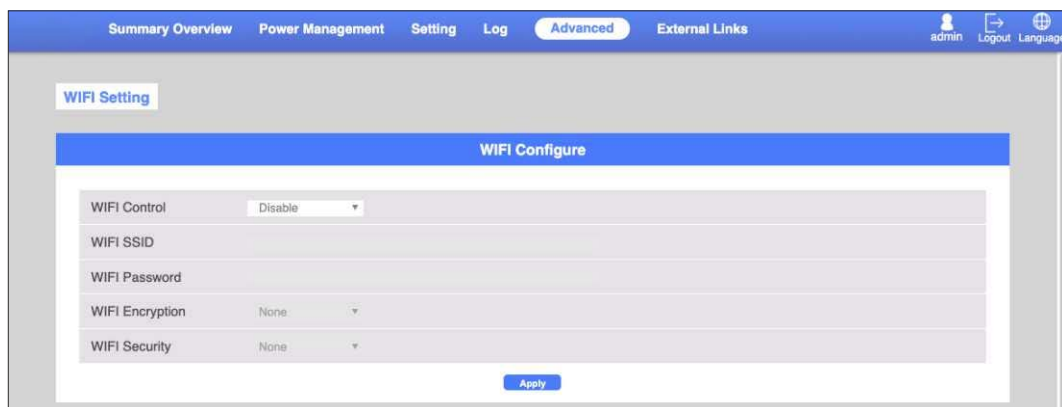 Summary Overview Power Management Setting Log Advanced External Links admin Logout Language
WIFI Setting
WIFI Configure
WIFI Control Disable
WIFI SSID
WIFI Password
WIFI Encryption None
WIFI Security None
Apply